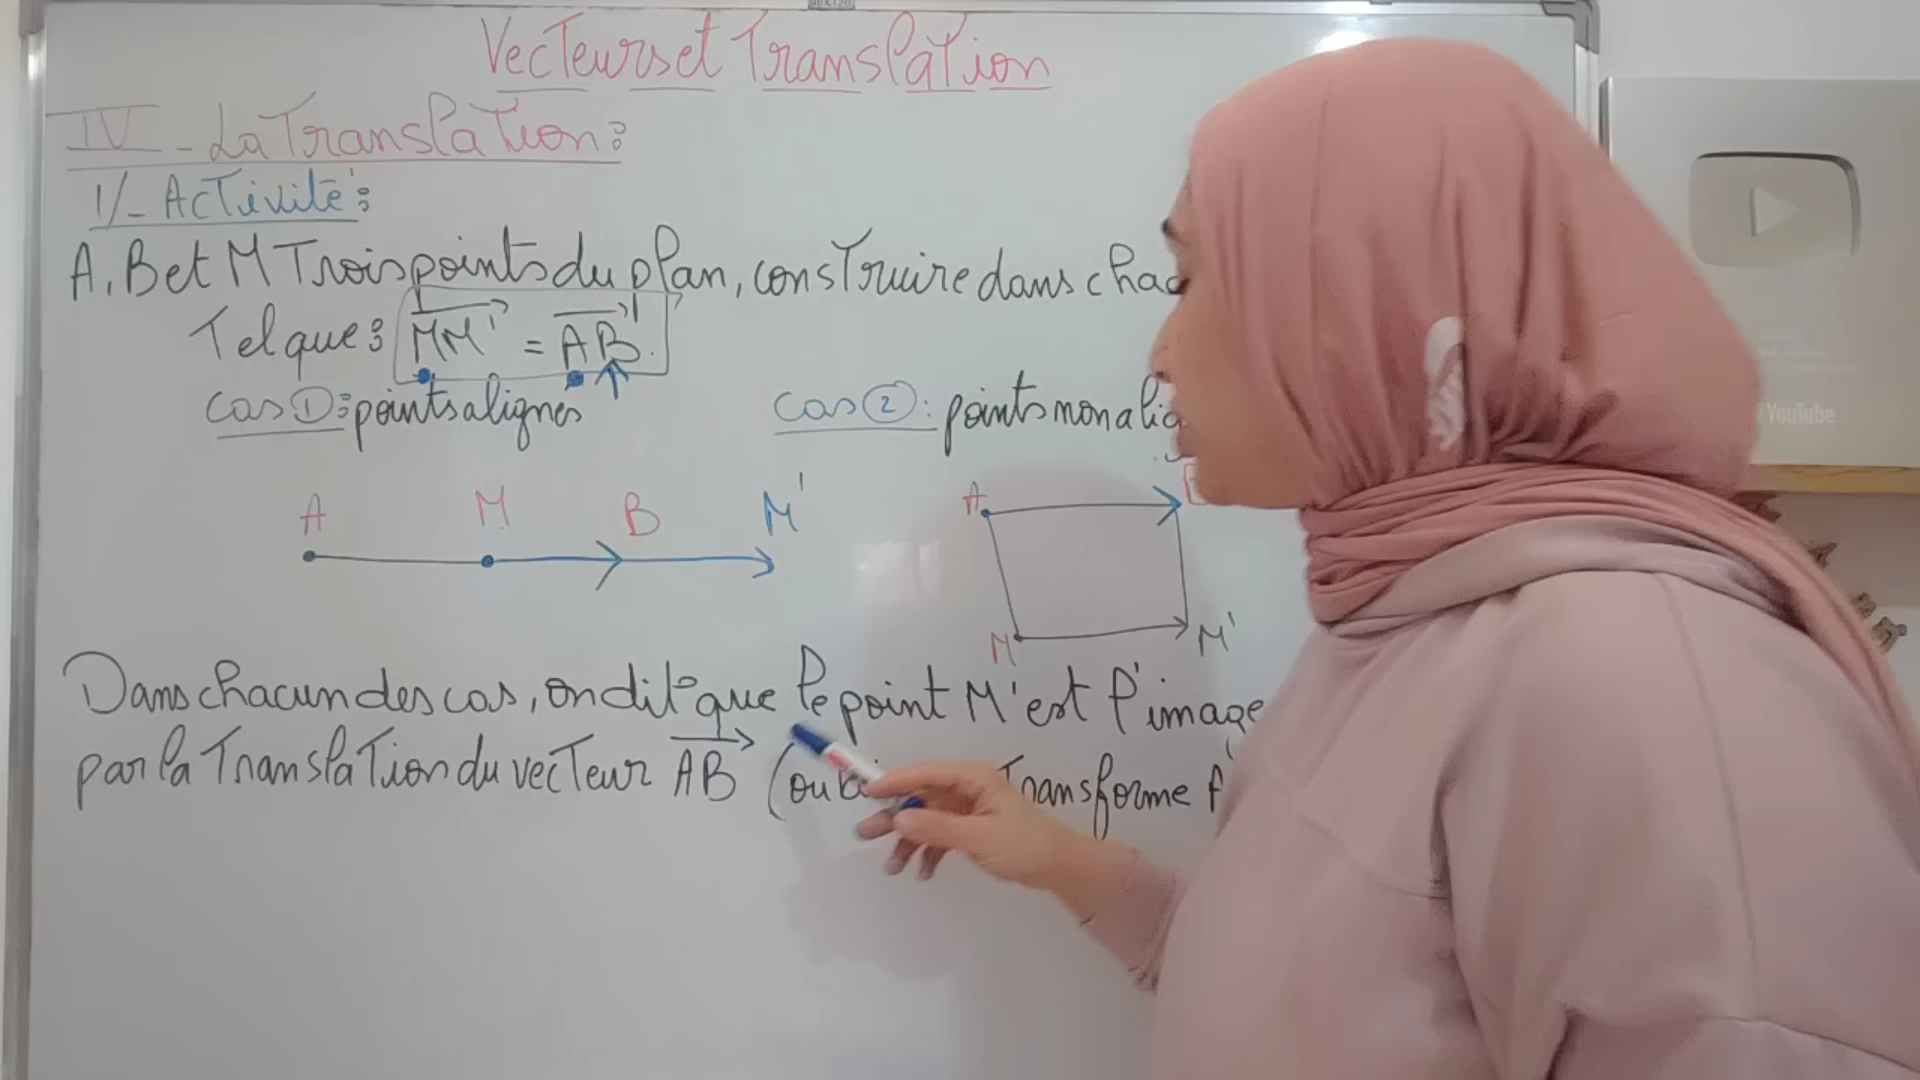 Vecteurs et Translation
IV - La Translation:
1/- Activité:
A, B et M Trois points du plan, construire dans
Tel que: MM' = AB.
cas 1: points alignés
cas 2: points non
A M B M'
A
M M'
Dans chacun des cas, on dit que le point M' est l'image
par la Translation du vecteur AB (ou transforme A
YouTube